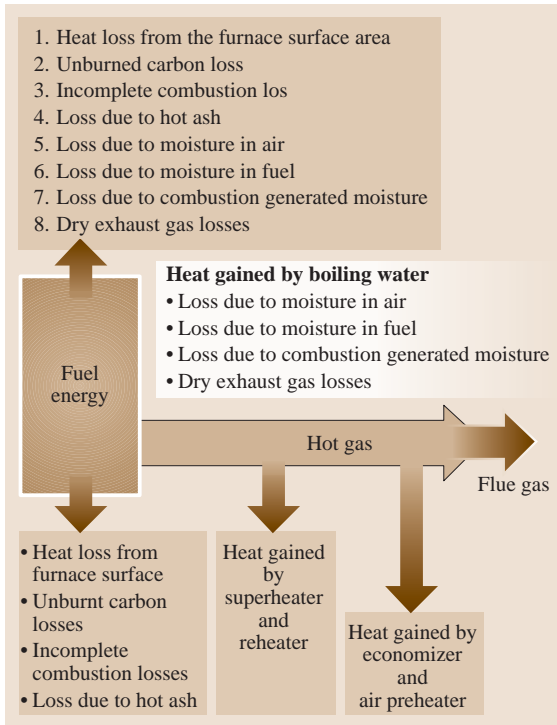 1. Heat loss from the furnace surface area
2. Unburned carbon loss
3. Incomplete combustion los
4. Loss due to hot ash
5. Loss due to moisture in air
6. Loss due to moisture in fuel
7. Loss due to combustion generated moisture
8. Dry exhaust gas losses
Heat gained by boiling water
• Loss due to moisture in air
• Loss due to moisture in fuel
• Loss due to combustion generated moisture
• Dry exhaust gas losses
Fuel
energy
Hot gas
Flue gas
• Heat loss from
furnace surface
• Unburnt carbon
losses
• Incomplete
combustion losses
• Loss due to hot ash
Heat gained
by
superheater
and
reheater
Heat gained by
economizer
and
air preheater